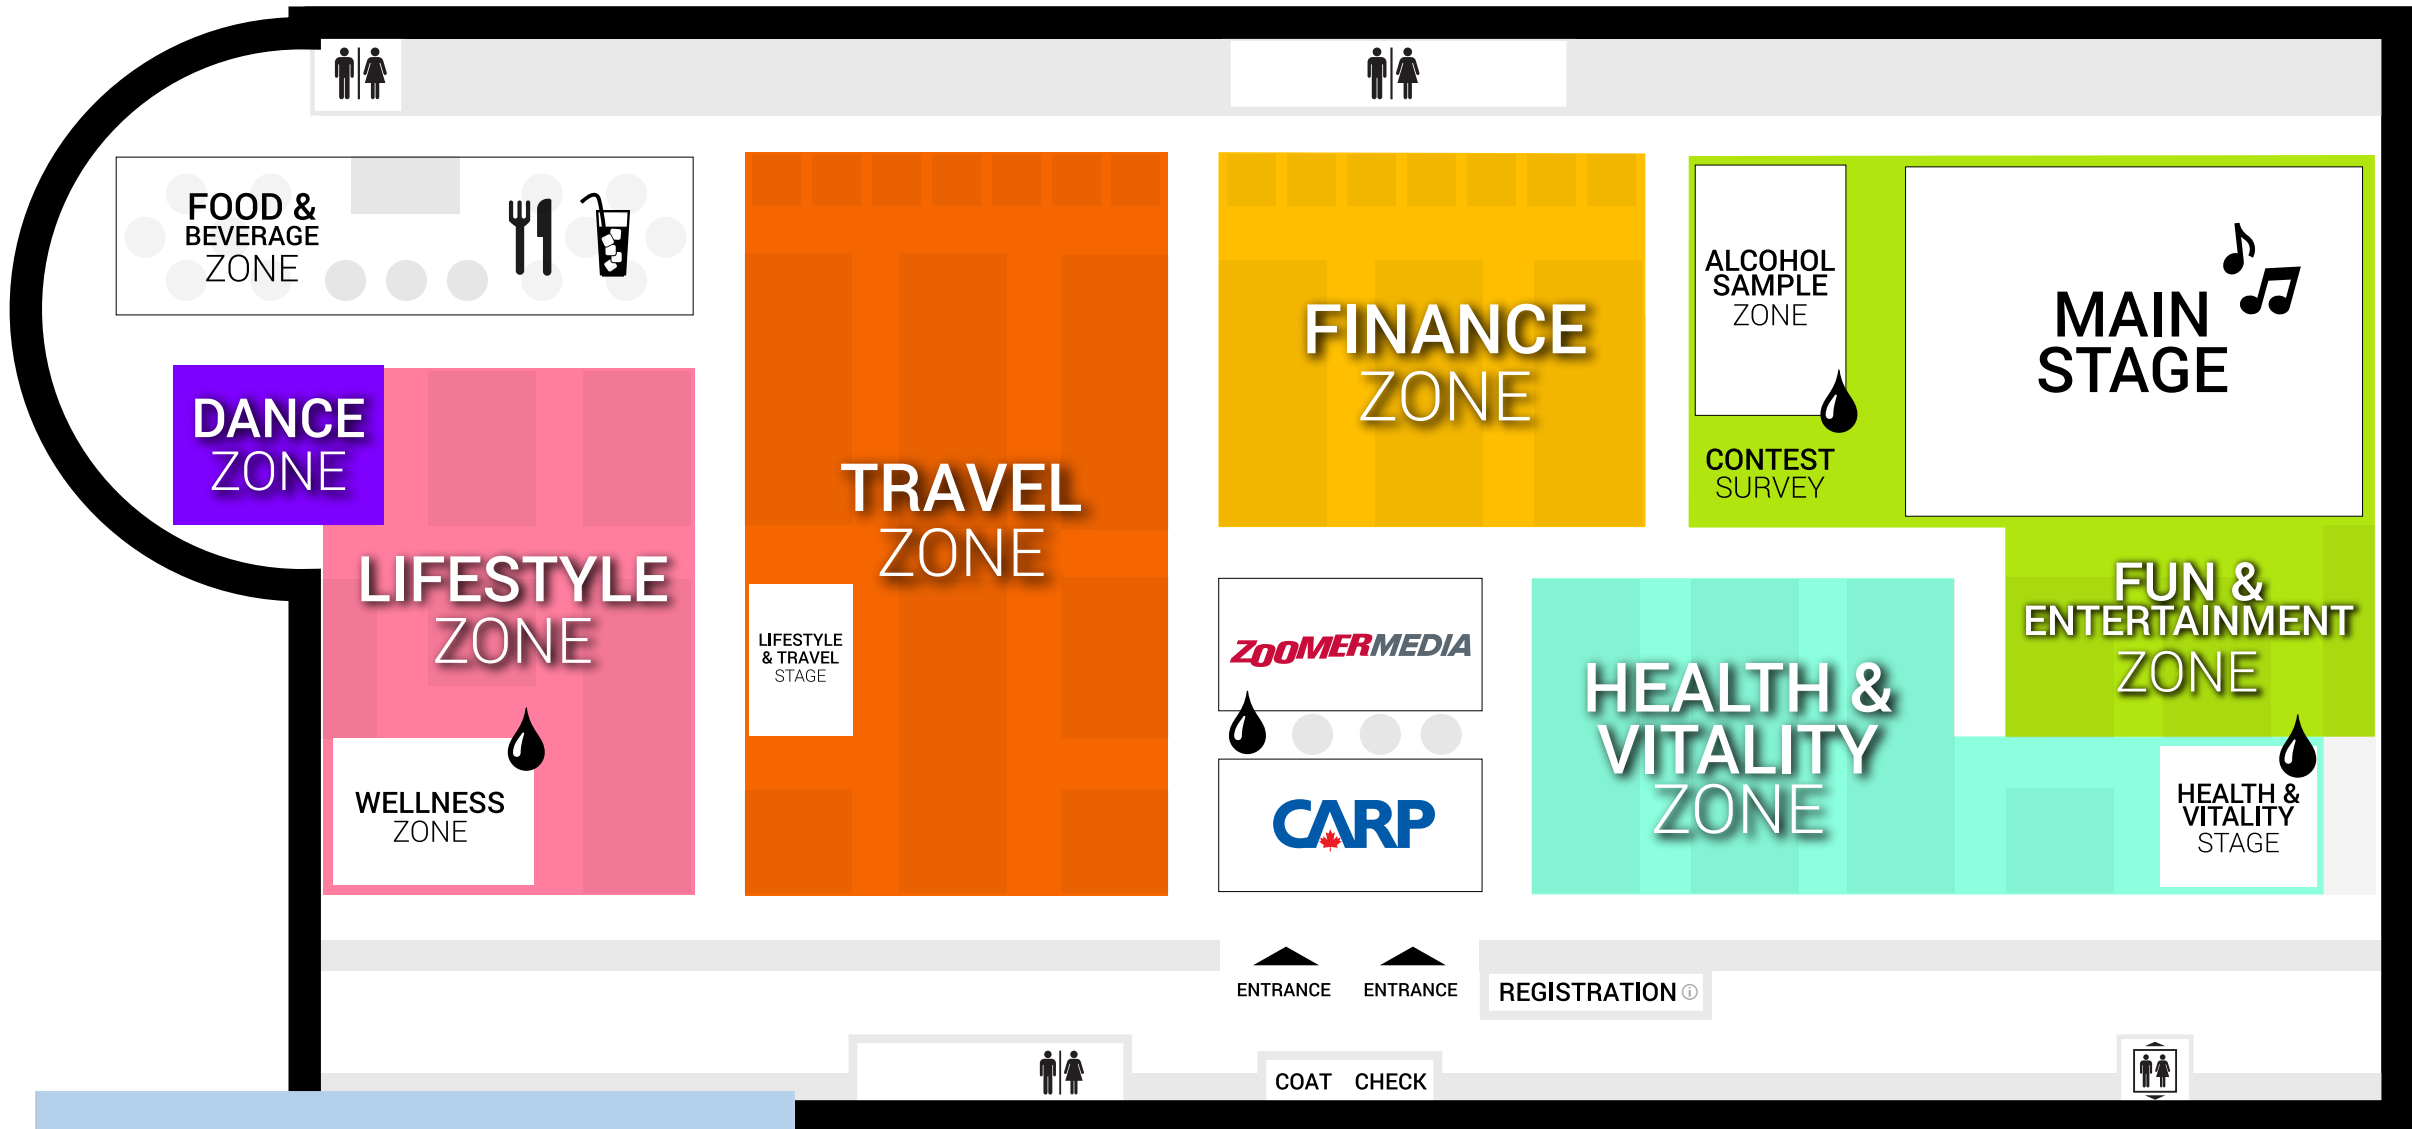 FOOD &
BEVERAGE
ZONE
DANCE
ZONE
LIFESTYLE
ZONE
WELLNESS
ZONE
TRAVEL
ZONE
LIFESTYLE
& TRAVEL
STAGE
FINANCE
ZONE
ZOOMERMEDIA
CARP
ALCOHOL
SAMPLE
ZONE
CONTEST
SURVEY
MAIN
STAGE
FUN &
ENTERTAINMENT
ZONE
HEALTH &
VITALITY
ZONE
HEALTH &
VITALITY
STAGE
ENTRANCE
ENTRANCE
REGISTRATION
COAT CHECK